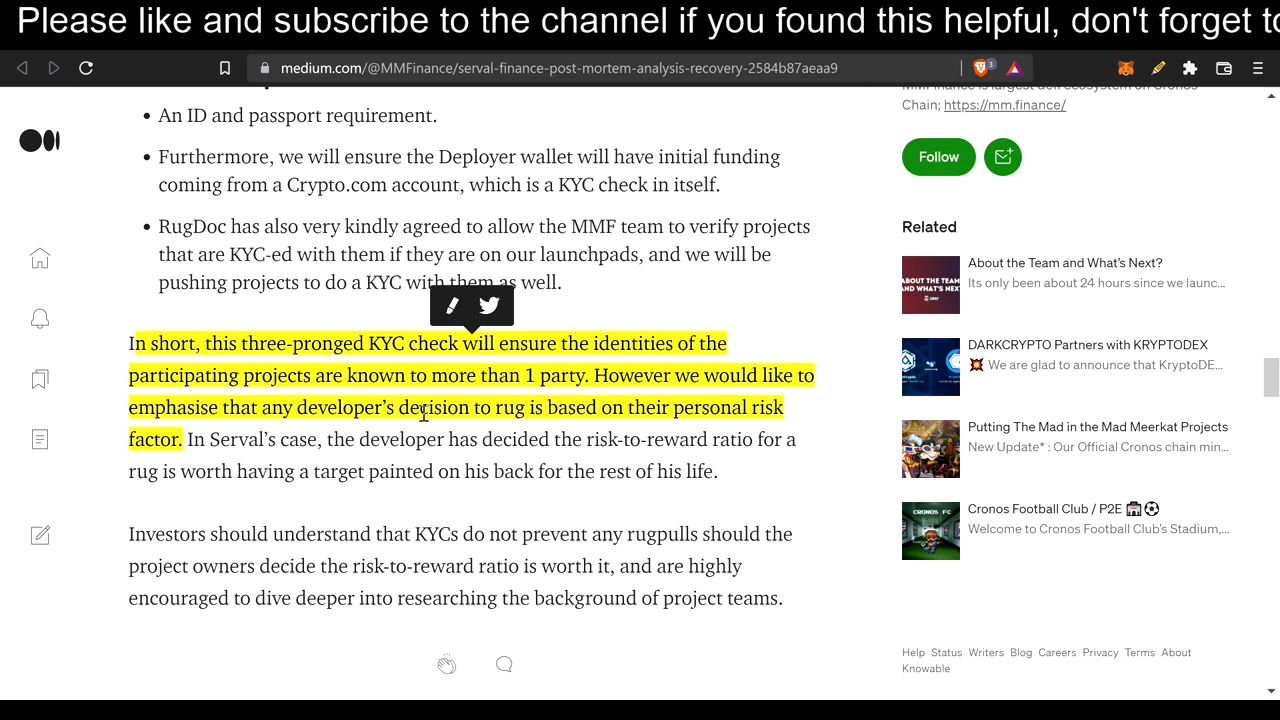 Please like and subscribe to the channel if you found this helpful, don't forget to
medium.com/@MMFinance/serval-finance-post-mortem-analysis-recovery-2584b87aeaa9
3
• An ID and passport requirement.
• Furthermore, we will ensure the Deployer wallet will have initial funding
coming from a Crypto.com account, which is a KYC check in itself.
• RugDoc has also very kindly agreed to allow the MMF team to verify projects
that are KYC-ed with them if they are on our launchpads, and we will be
pushing projects to do a KYC with them as well.
In short, this three-pronged KYC check will ensure the identities of the
participating projects are known to more than 1 party. However we would like to
emphasise that any developer's decision to rug is based on their personal risk
factor. In Serval's case, the developer has decided the risk-to-reward ratio for a
rug is worth having a target painted on his back for the rest of his life.
Investors should understand that KYCs do not prevent any rugpulls should the
project owners decide the risk-to-reward ratio is worth it, and are highly
encouraged to dive deeper into researching the background of project teams.
MMFinance is largest defi ecosystem on Cronos
Chain; https://mm.finance/
Follow
Related
About the Team and What's Next?
Its only been about 24 hours since we launc...
DARKCRYPTO Partners with KRYPTODEX
💥 We are glad to announce that KryptoDE...
Putting The Mad in the Mad Meerkat Projects
New Update* : Our Official Cronos chain min...
Cronos Football Club / P2E 🏟️⚽
Welcome to Cronos Football Club's Stadium,...
Help Status Writers Blog Careers Privacy Terms About
Knowable